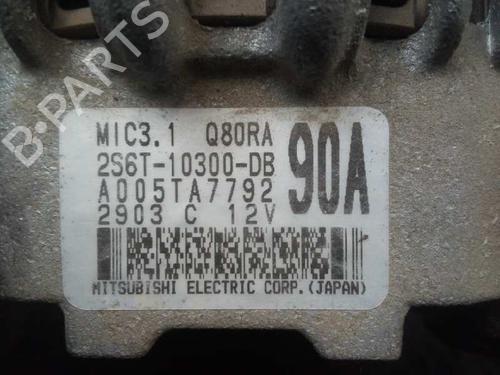 B-PARTS
MIC3.1 Q80RA
2S6T-10300-DB 90A
A005TA7792
2903 C 12V
MITSUBISHI ELECTRIC CORP.(JAPAN)